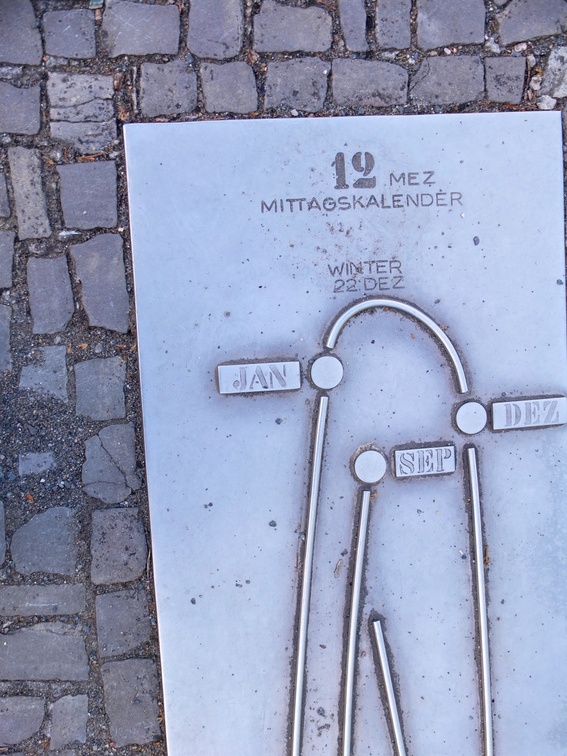 12 MEZ
MITTAGSKALENDER
WINTER
22.DEZ
JAN
DEZ
SEP